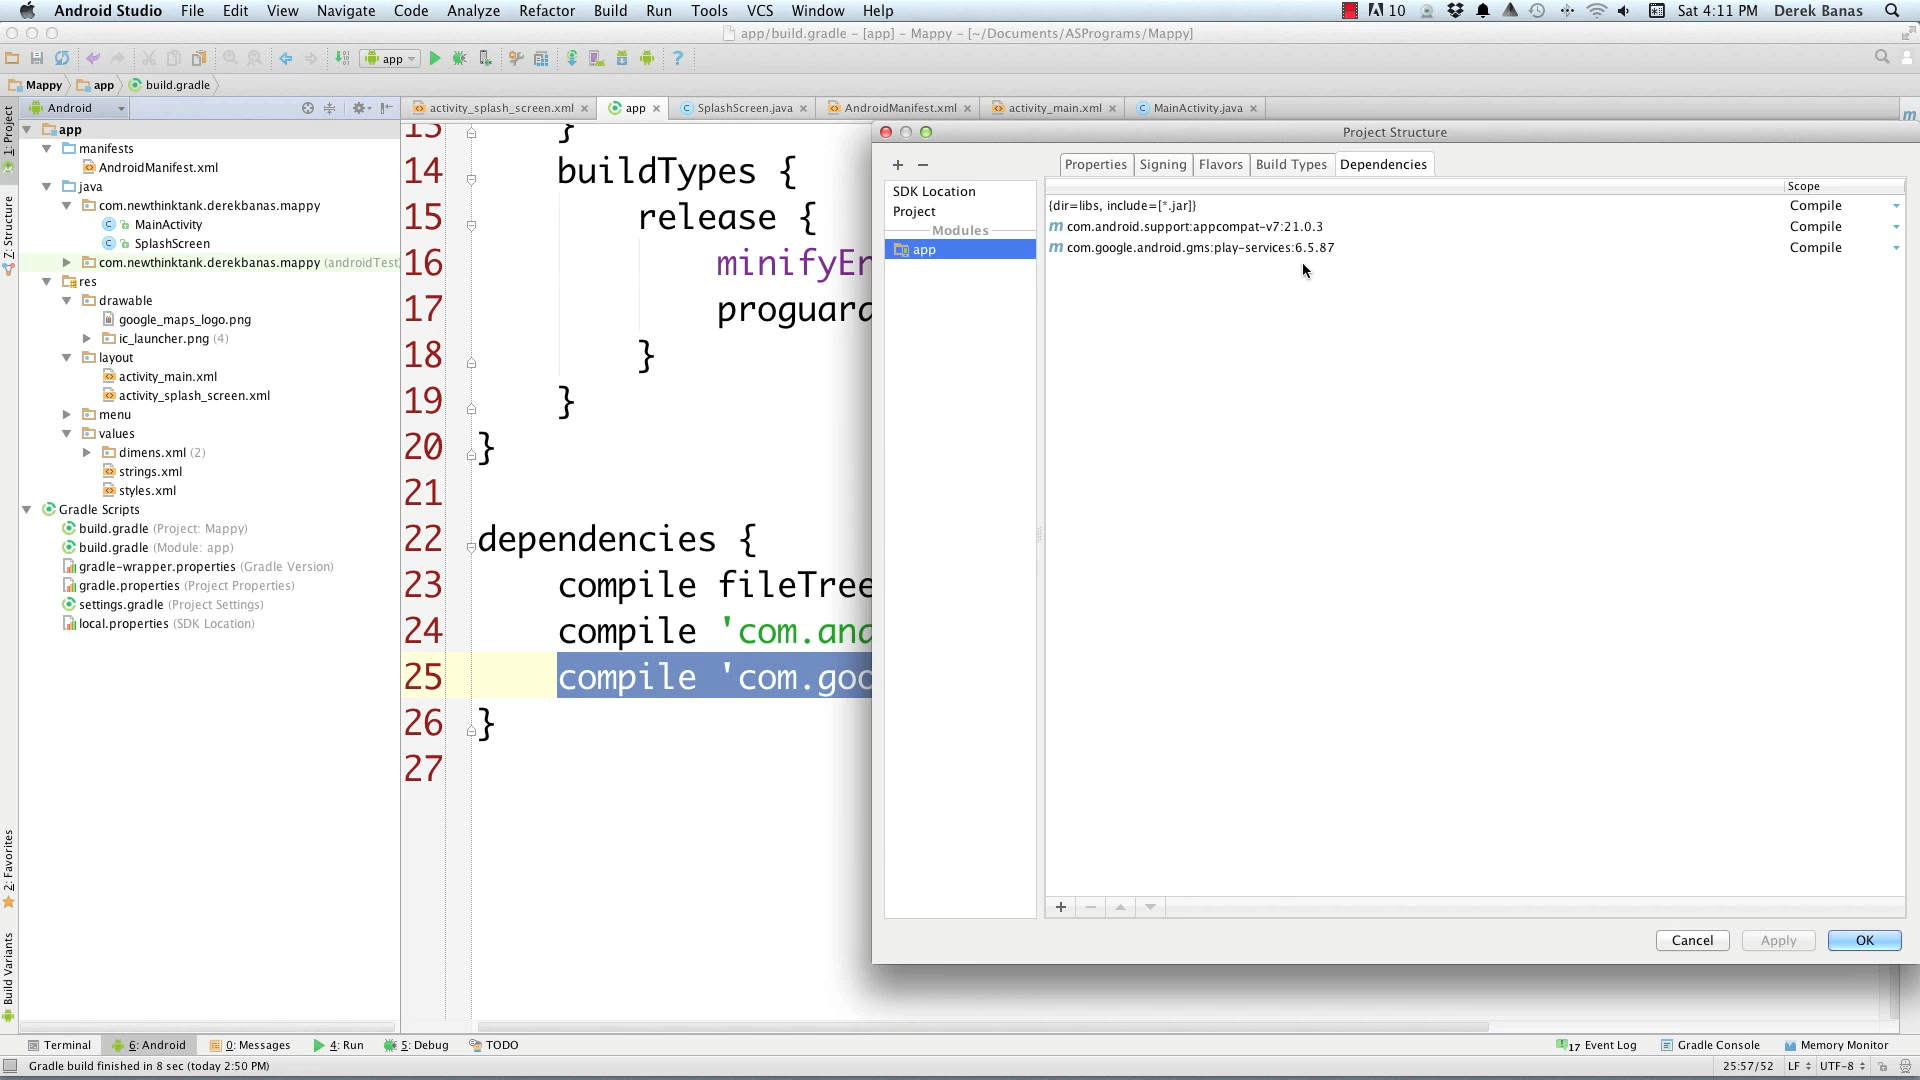 Android Studio File Edit View Navigate Code Analyze Refactor Build Run Tools VCS Window Help 10 Sat 4:11 PM Derek Banas
app/build.gradle – [app] – Mappy – [~/Documents/ASPrograms/Mappy]
app
Mappy app build.gradle
Android
activity_splash_screen.xml app SplashScreen.java AndroidManifest.xml activity_main.xml MainActivity.java
1: Project
Z: Structure
2: Favorites
Build Variants
app
manifests
AndroidManifest.xml
java
com.newthinktank.derekbanas.mappy
MainActivity
SplashScreen
com.newthinktank.derekbanas.mappy (androidTest)
res
drawable
google_maps_logo.png
ic_launcher.png (4)
layout
activity_main.xml
activity_splash_screen.xml
menu
values
dimens.xml (2)
strings.xml
styles.xml
Gradle Scripts
build.gradle (Project: Mappy)
build.gradle (Module: app)
gradle-wrapper.properties (Gradle Version)
gradle.properties (Project Properties)
settings.gradle (Project Settings)
local.properties (SDK Location)
13 }
14 buildTypes {
15 release {
16 minifyEn
17 proguard
18 }
19 }
20 }
21
22 dependencies {
23 compile fileTree
24 compile 'com.and
25 compile 'com.goo
26 }
27
Project Structure
SDK Location
Project
Modules
app
Properties Signing Flavors Build Types Dependencies
Scope
{dir=libs, include=[*.jar]} Compile
m com.android.support:appcompat-v7:21.0.3 Compile
m com.google.android.gms:play-services:6.5.87 Compile
Cancel Apply OK
Terminal 6: Android 0: Messages 4: Run 5: Debug TODO 17 Event Log Gradle Console Memory Monitor
Gradle build finished in 8 sec (today 2:50 PM) 25:57/52 LF UTF-8